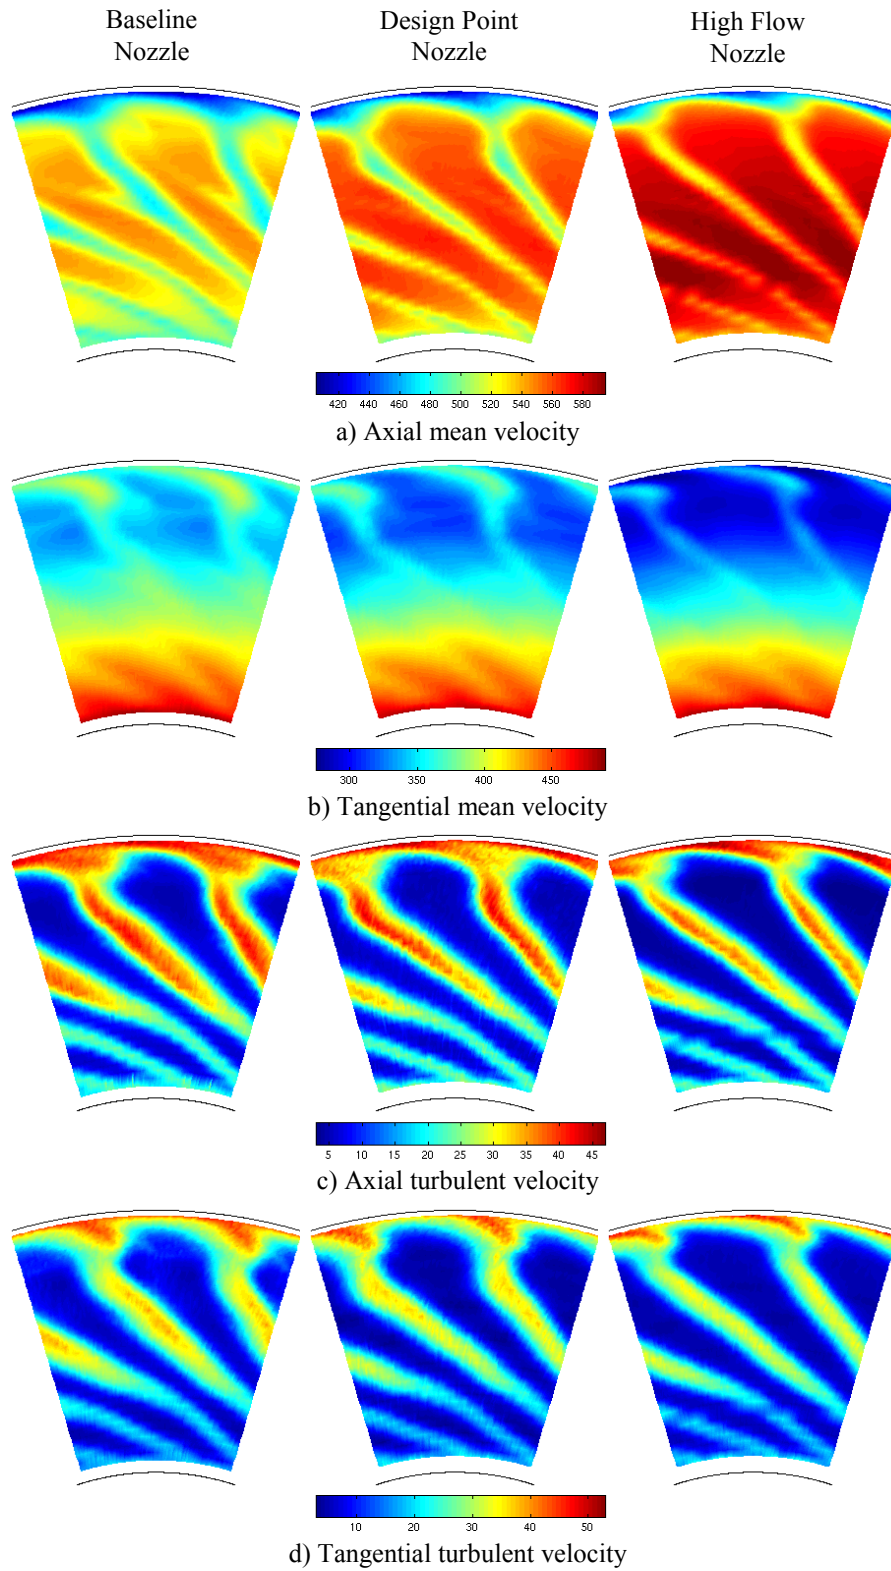 Baseline
Nozzle
Design Point
Nozzle
High Flow
Nozzle
420 440 460 480 500 520 540 560 580
a) Axial mean velocity
300 350 400 450
b) Tangential mean velocity
5 10 15 20 25 30 35 40 45
c) Axial turbulent velocity
10 20 30 40 50
d) Tangential turbulent velocity